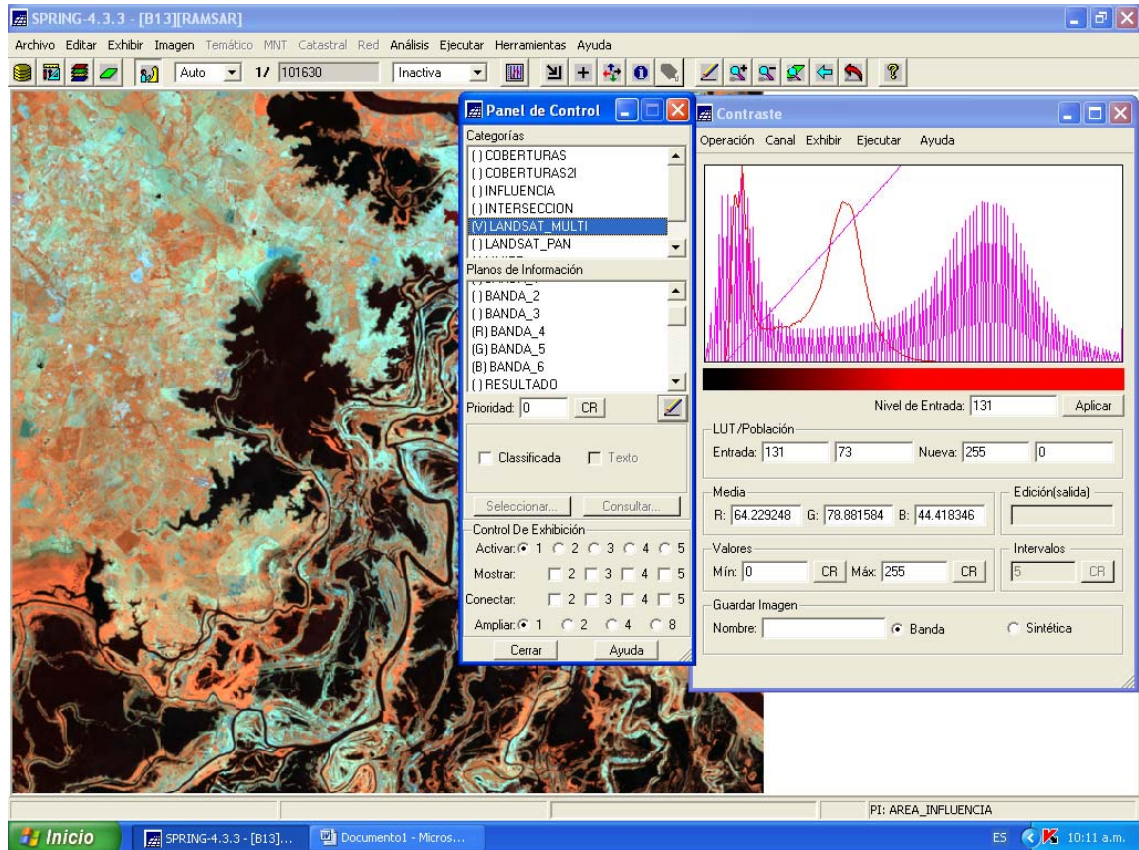 SPRING-4.3.3 - [B13][RAMSAR]
Archivo Editar Exhibir Imagen Temático MNT Catastral Red Análisis Ejecutar Herramientas Ayuda
Auto 1/ 101630 Inactiva
Panel de Control
Categorías
( ) COBERTURAS
( ) COBERTURAS2I
( ) INFLUENCIA
( ) INTERSECCION
(V) LANDSAT_MULTI
( ) LANDSAT_PAN
Planos de Información
( ) BANDA_2
( ) BANDA_3
(R) BANDA_4
(G) BANDA_5
(B) BANDA_6
( ) RESULTADO
Prioridad: 0 CR
Classificada Texto
Seleccionar... Consultar...
Control De Exhibición
Activar: 1 2 3 4 5
Mostrar: 2 3 4 5
Conectar: 2 3 4 5
Ampliar: 1 2 4 8
Cerrar Ayuda
Contraste
Operación Canal Exhibir Ejecutar Ayuda
Nivel de Entrada: 131 Aplicar
LUT/Población
Entrada: 131 73 Nueva: 255 0
Media
R: 64.229248 G: 78.881584 B: 44.418346
Edición(salida)
Valores
Mín: 0 CR Máx: 255 CR
Intervalos
5 CR
Guardar Imagen
Nombre: Banda Sintética
PI: AREA_INFLUENCIA
Inicio SPRING-4.3.3 - [B13]... Documento1 - Micros... ES 10:11 a.m.